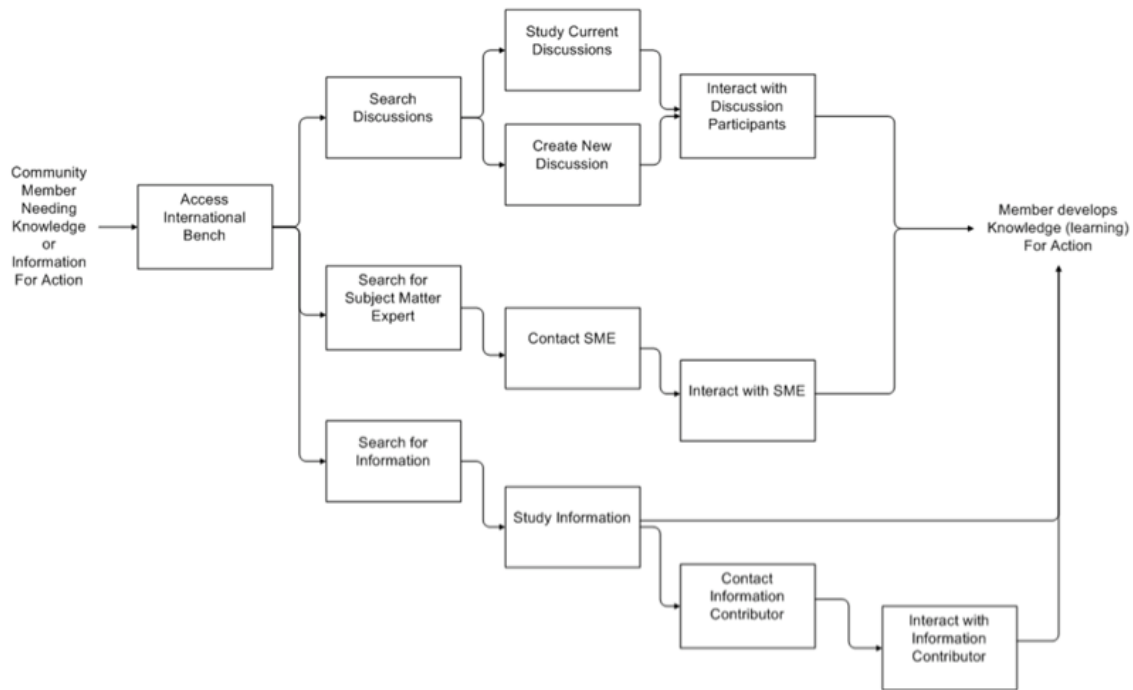 Community
Member
Needing
Knowledge
or
Information
For Action
Access
International
Bench
Search
Discussions
Study Current
Discussions
Create New
Discussion
Interact with
Discussion
Participants
Search for
Subject Matter
Expert
Contact SME
Interact with SME
Search for
Information
Study Information
Contact
Information
Contributor
Interact with
Information
Contributor
Member develops
Knowledge (learning)
For Action